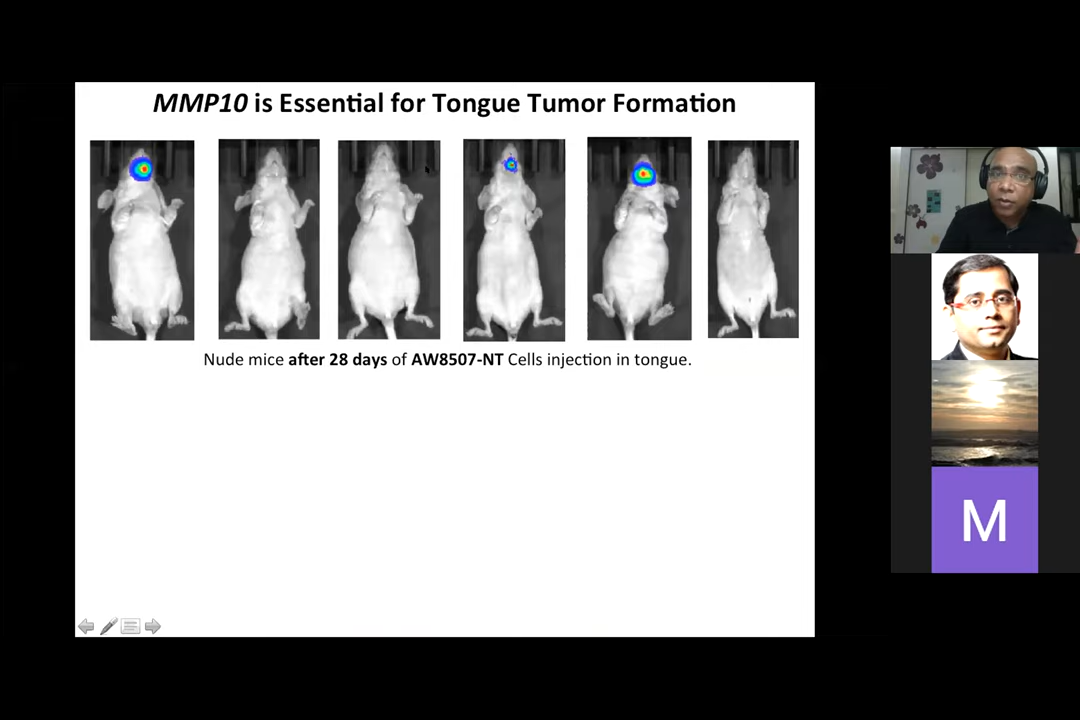 MMP10 is Essential for Tongue Tumor Formation
Nude mice after 28 days of AW8507-NT Cells injection in tongue.
M